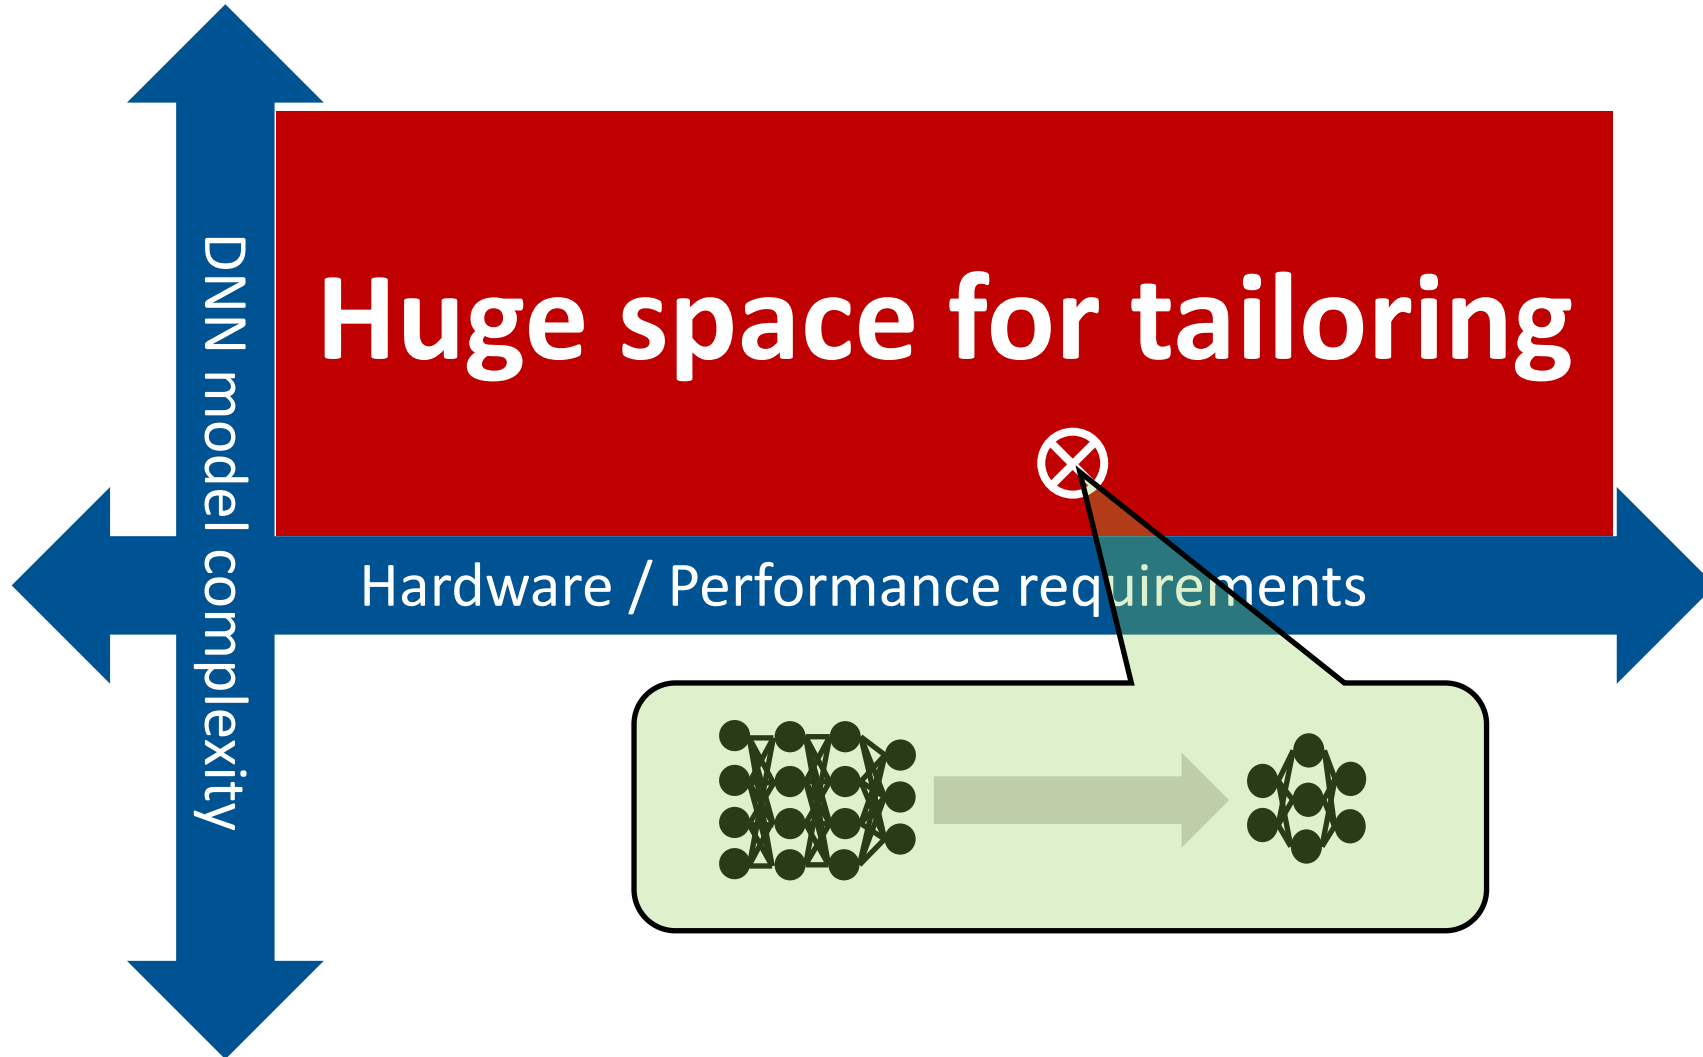 DNN model complexity
Huge space for tailoring
Hardware / Performance requirements